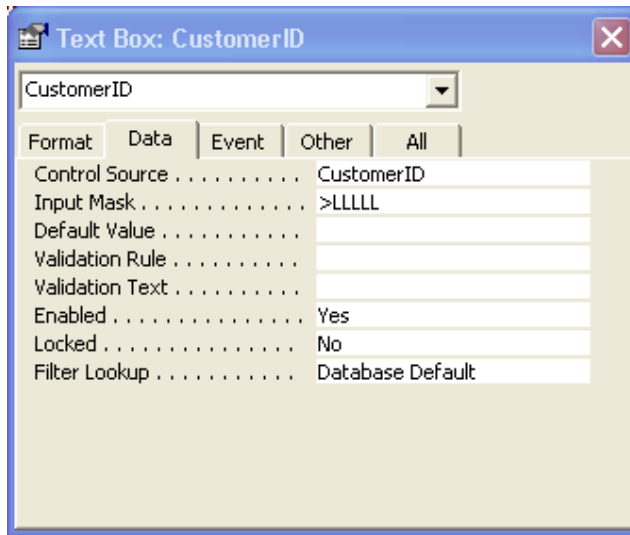 Text Box: CustomerID
CustomerID
Format Data Event Other All
Control Source . . . . . . . . . . CustomerID
Input Mask . . . . . . . . . . . . . >LLLLL
Default Value . . . . . . . . . . .
Validation Rule . . . . . . . . . .
Validation Text . . . . . . . . . .
Enabled . . . . . . . . . . . . . . . Yes
Locked . . . . . . . . . . . . . . . No
Filter Lookup . . . . . . . . . . . Database Default